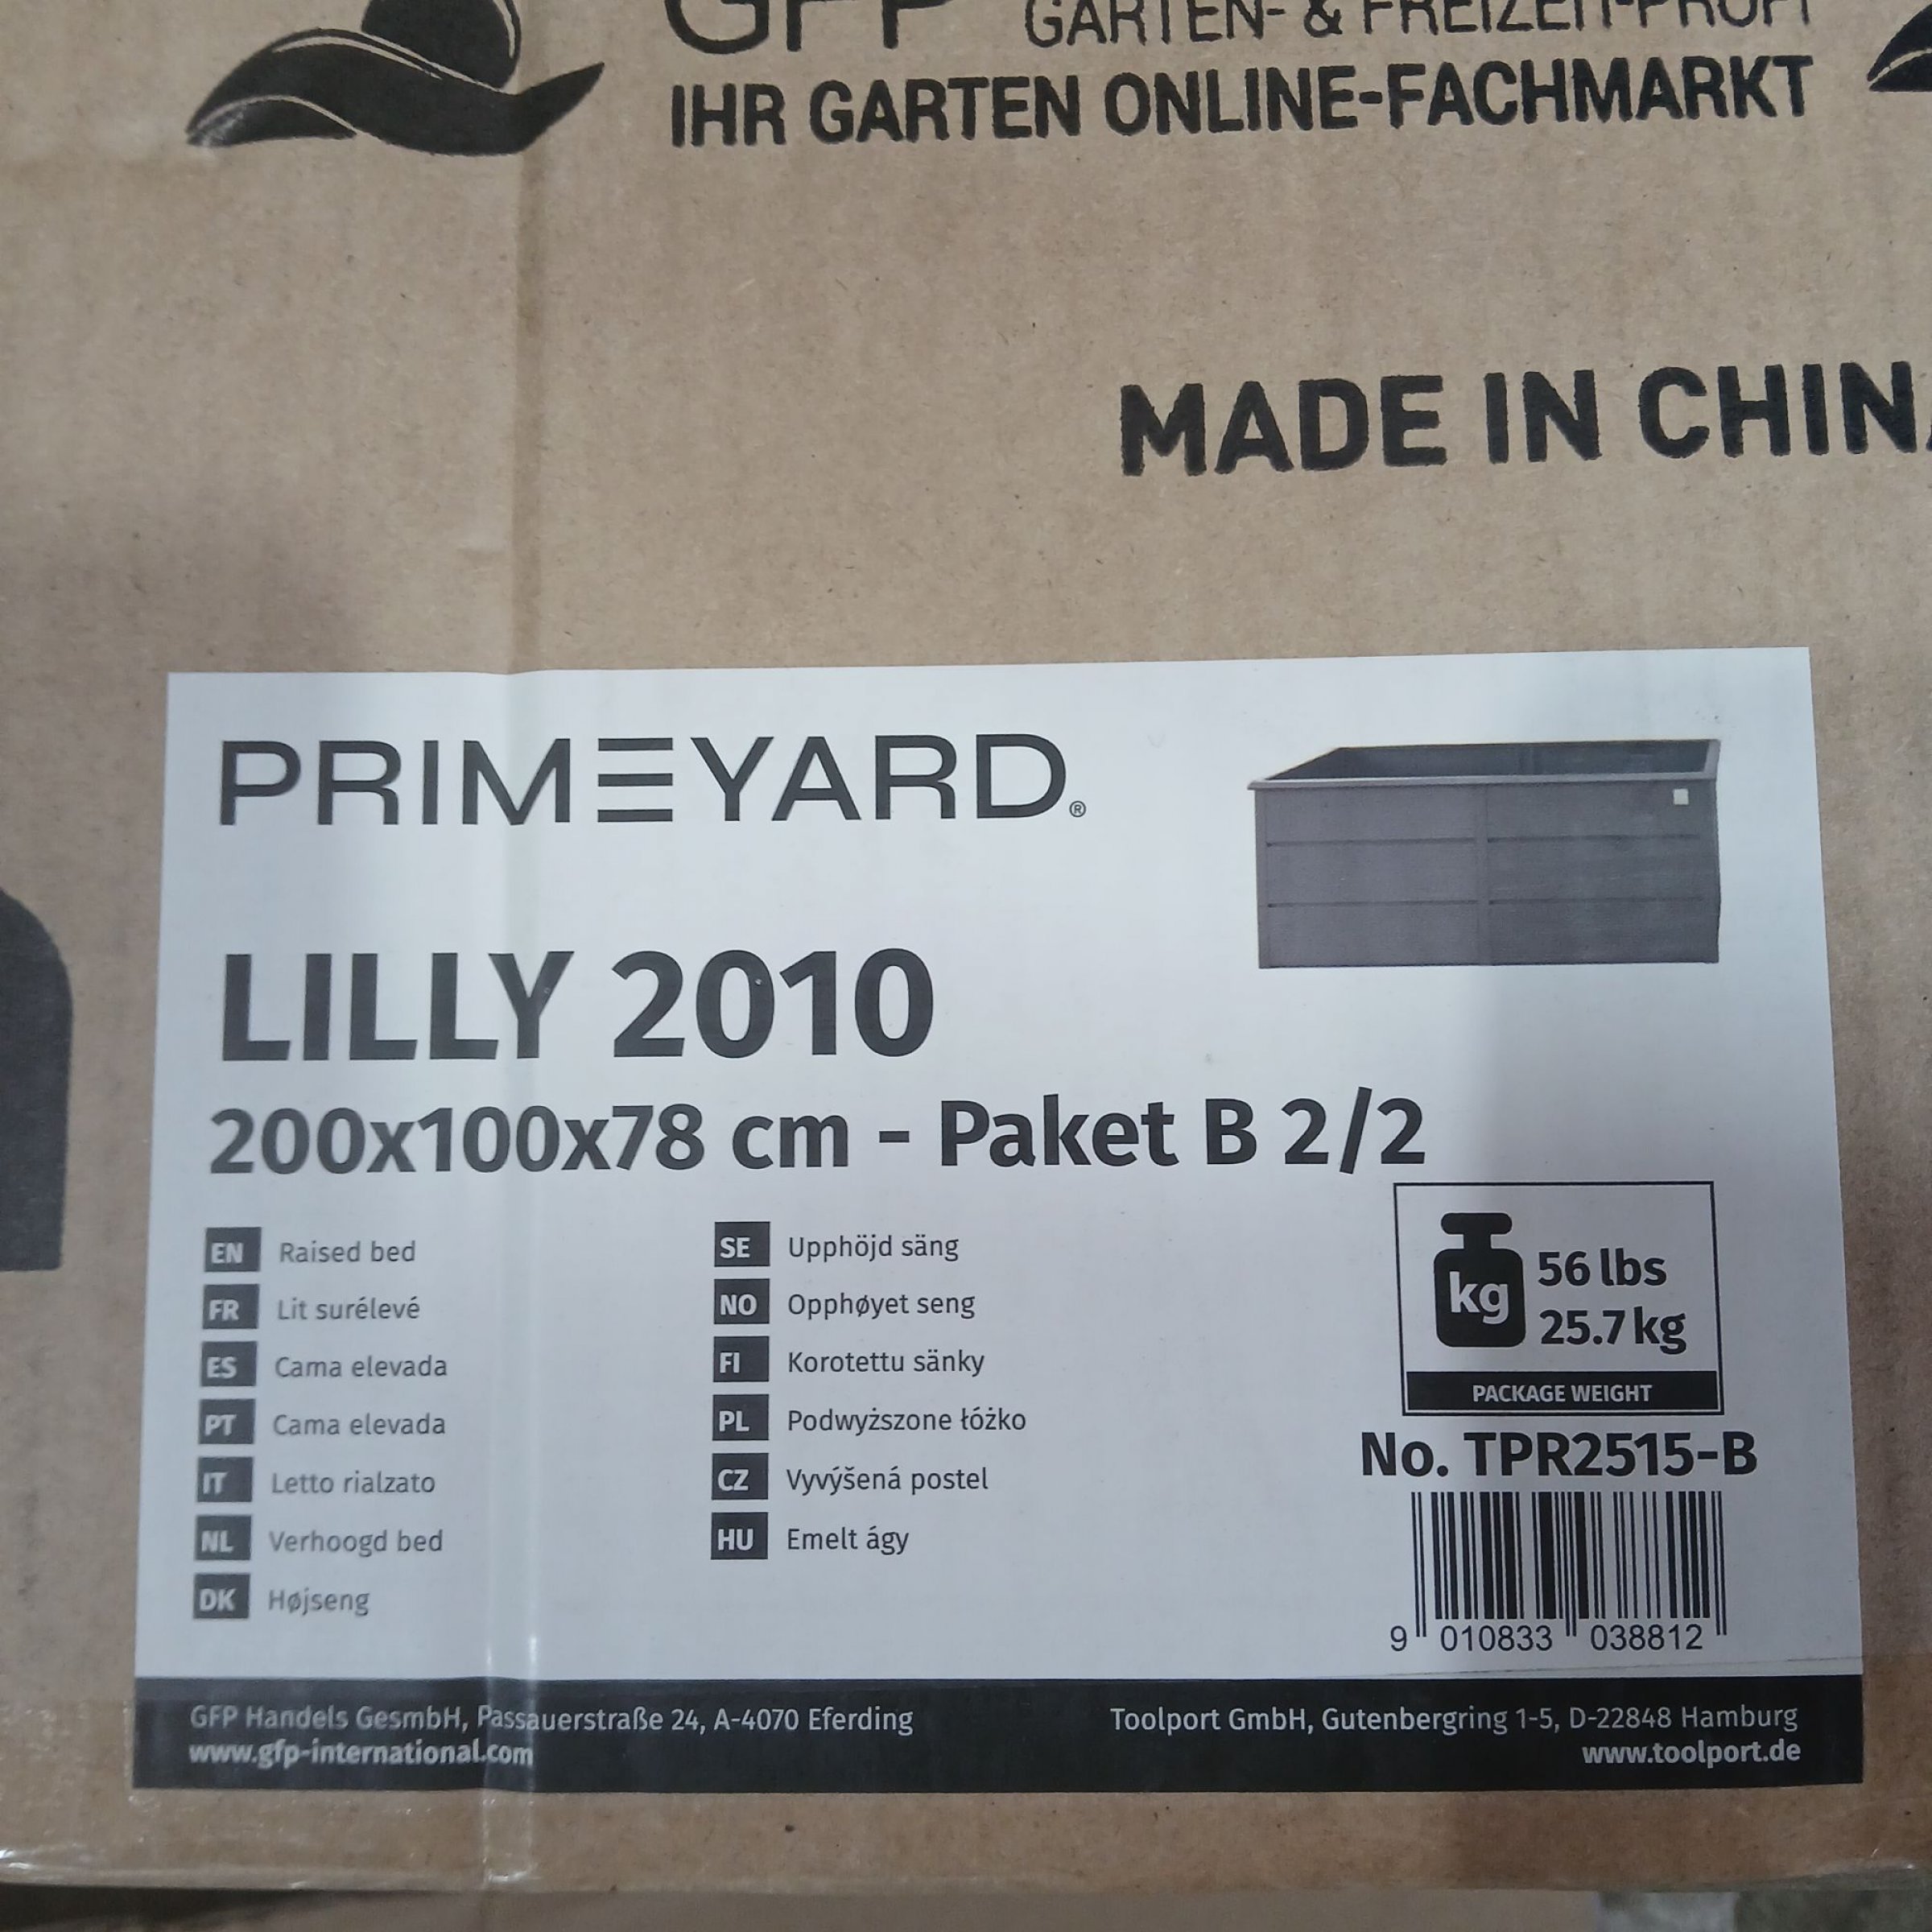 GFP GARTEN- & FREIZEIT-PROFI
IHR GARTEN ONLINE-FACHMARKT
MADE IN CHINA
PRIMEYARD®
LILLY 2010
200x100x78 cm - Paket B 2/2
EN Raised bed
FR Lit surélevé
ES Cama elevada
PT Cama elevada
IT Letto rialzato
NL Verhoogd bed
DK Højseng
SE Upphöjd säng
NO Opphøyet seng
FI Korotettu sänky
PL Podwyższone łóżko
CZ Vyvýšená postel
HU Emelt ágy
kg
56 lbs
25.7 kg
PACKAGE WEIGHT
No. TPR2515-B
9 010833 038812
GFP Handels GesmbH, Passauerstraße 24, A-4070 Eferding
www.gfp-international.com
Toolport GmbH, Gutenbergring 1-5, D-22848 Hamburg
www.toolport.de